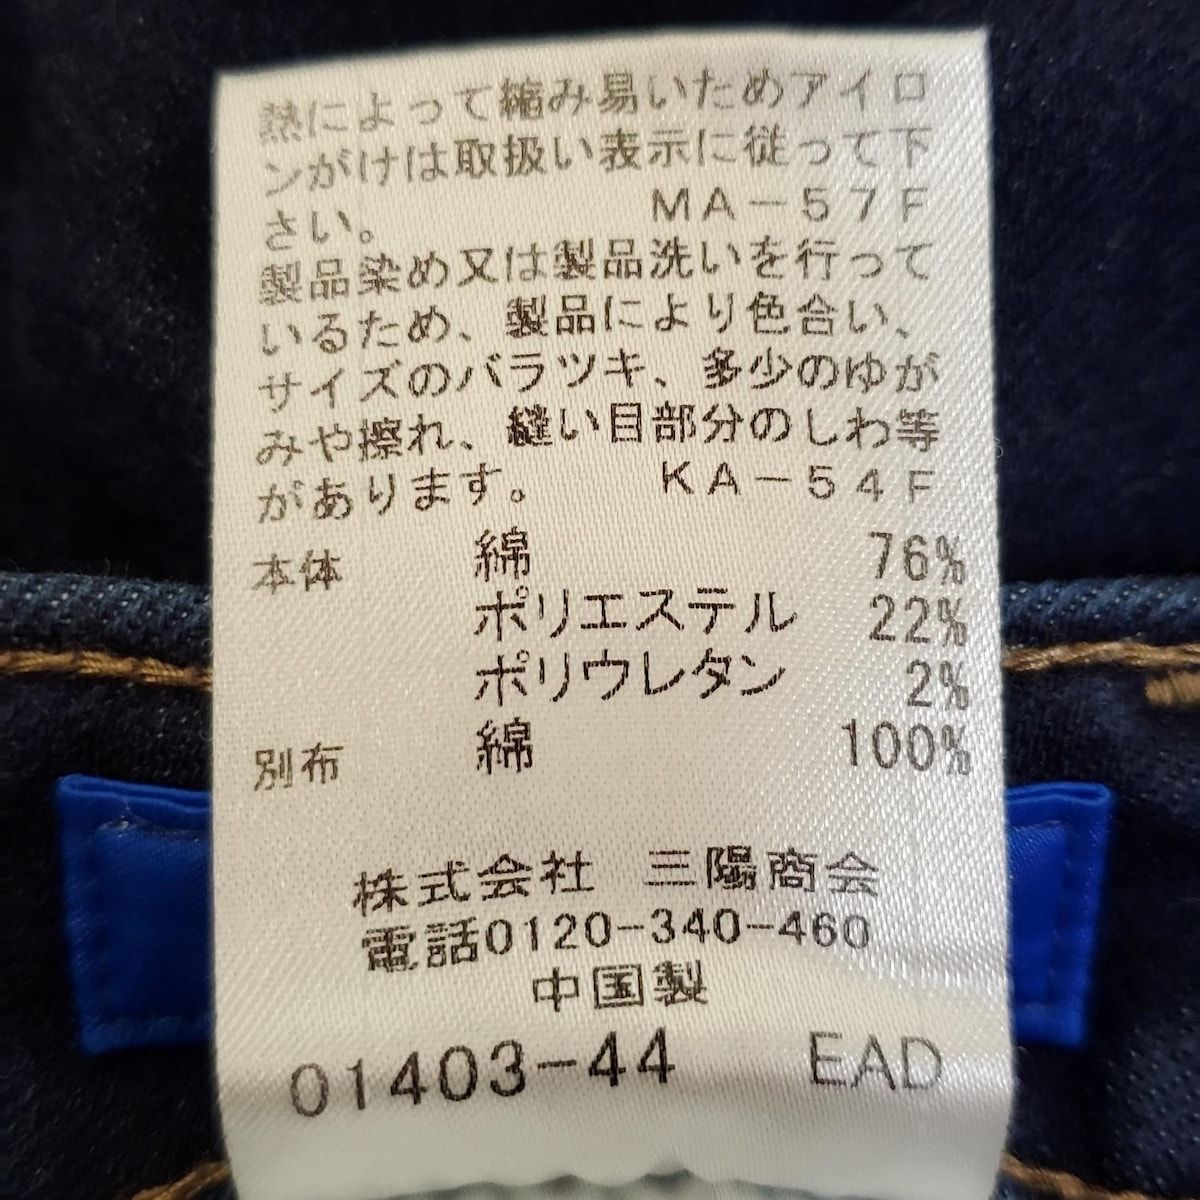 熱によって縮み易いためアイロ
ンがけは取扱い表示に従って下
さい。 MA-57F
製品染め又は製品洗いを行って
いるため、製品により色合い、
サイズのバラツキ、多少のゆが
みや擦れ、縫い目部分のしわ等
があります。 KA-54F
本体 綿 76%
ポリエステル 22%
ポリウレタン 2%
別布 綿 100%
株式会社 三陽商会
電話0120-340-460
中国製
01403-44 EAD